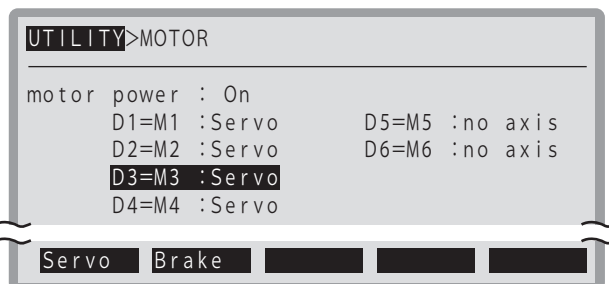 UTILITY>MOTOR
motor power : On
D1=M1 :Servo D5=M5 :no axis
D2=M2 :Servo D6=M6 :no axis
D3=M3 :Servo
D4=M4 :Servo
Servo Brake